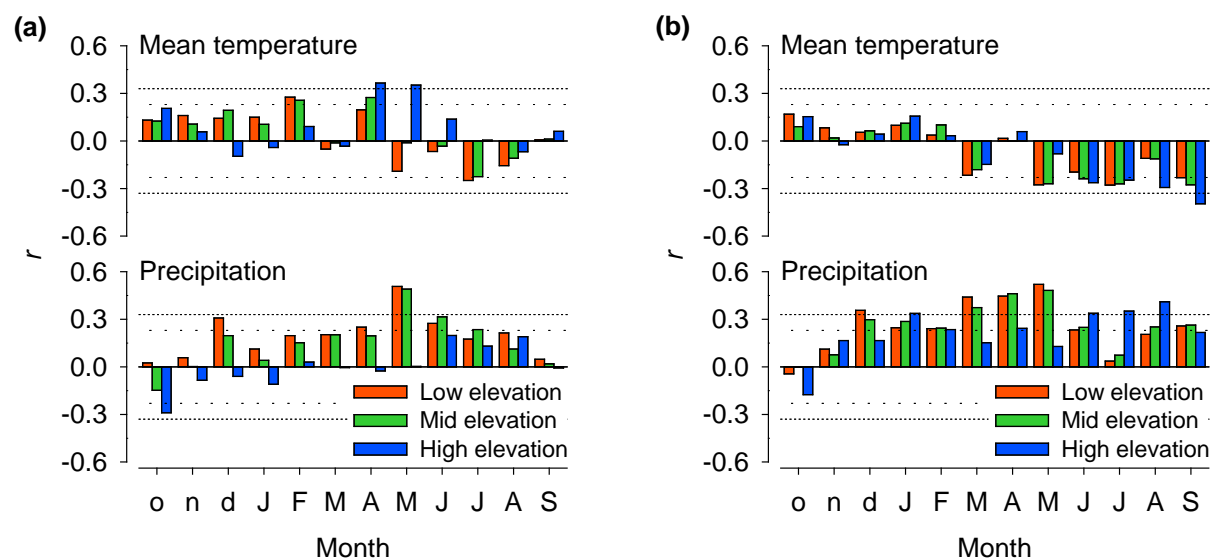 (a)
Mean temperature
0.6
0.3
0.0
-0.3
-0.6
r
Precipitation
0.6
0.3
0.0
-0.3
-0.6
Low elevation
Mid elevation
High elevation
o n d J F M A M J J A S
Month
(b)
Mean temperature
0.6
0.3
0.0
-0.3
-0.6
r
Precipitation
0.6
0.3
0.0
-0.3
-0.6
Low elevation
Mid elevation
High elevation
o n d J F M A M J J A S
Month